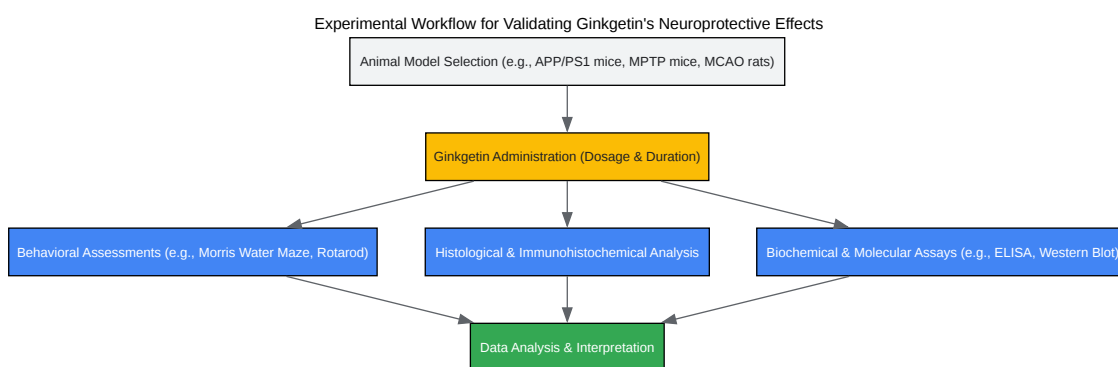 Experimental Workflow for Validating Ginkgetin's Neuroprotective Effects
Animal Model Selection (e.g., APP/PS1 mice, MPTP mice, MCAO rats)
Ginkgetin Administration (Dosage & Duration)
Behavioral Assessments (e.g., Morris Water Maze, Rotarod)
Histological & Immunohistochemical Analysis
Biochemical & Molecular Assays (e.g., ELISA, Western Blot)
Data Analysis & Interpretation